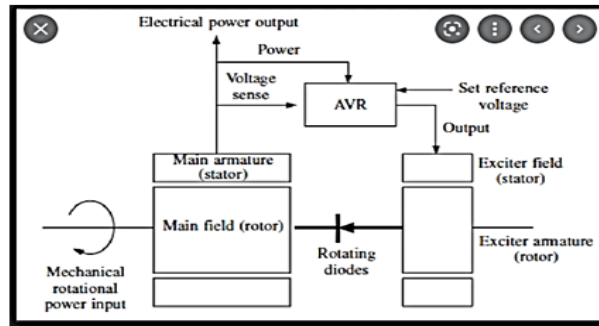 Electrical power output
Power
Voltage
sense
AVR
Set reference
voltage
Output
Main armature
(stator)
Exciter field
(stator)
Main field (rotor)
Rotating
diodes
Exciter armature
(rotor)
Mechanical
rotational
power input